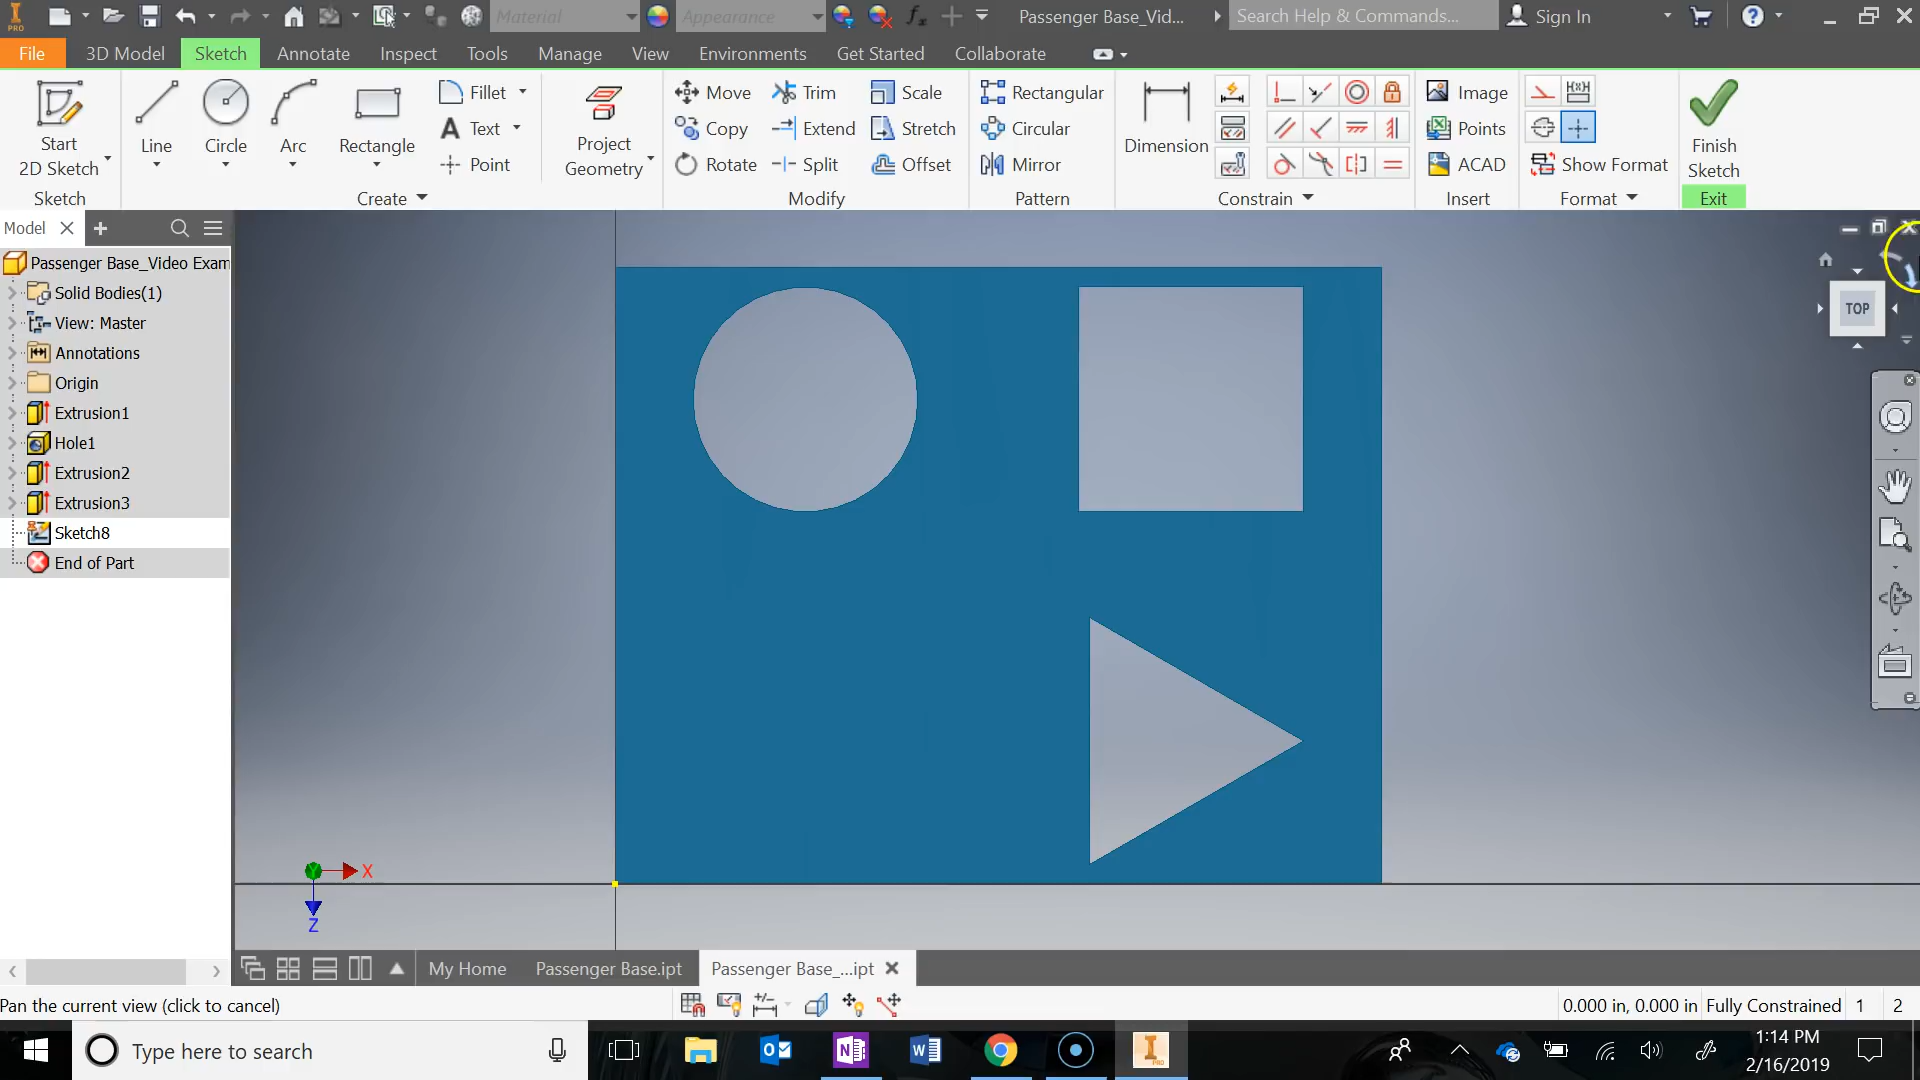 PRO
Material
Appearance
fx
Passenger Base_Vid...
Search Help & Commands...
Sign In
File
3D Model
Sketch
Annotate
Inspect
Tools
Manage
View
Environments
Get Started
Collaborate
Start
2D Sketch
Line
Circle
Arc
Rectangle
Fillet
Text
Point
Project
Geometry
Move
Copy
Rotate
Trim
Extend
Split
Scale
Stretch
Offset
Rectangular
Circular
Mirror
Dimension
Image
Points
ACAD
Show Format
Finish
Sketch
Sketch
Create
Modify
Pattern
Constrain
Insert
Format
Exit
Model
Passenger Base_Video Exam
Solid Bodies(1)
View: Master
Annotations
Origin
Extrusion1
Hole1
Extrusion2
Extrusion3
Sketch8
End of Part
TOP
X
Y
Z
My Home
Passenger Base.ipt
Passenger Base_...ipt
Pan the current view (click to cancel)
0.000 in, 0.000 in
Fully Constrained
1
2
Type here to search
1:14 PM
2/16/2019